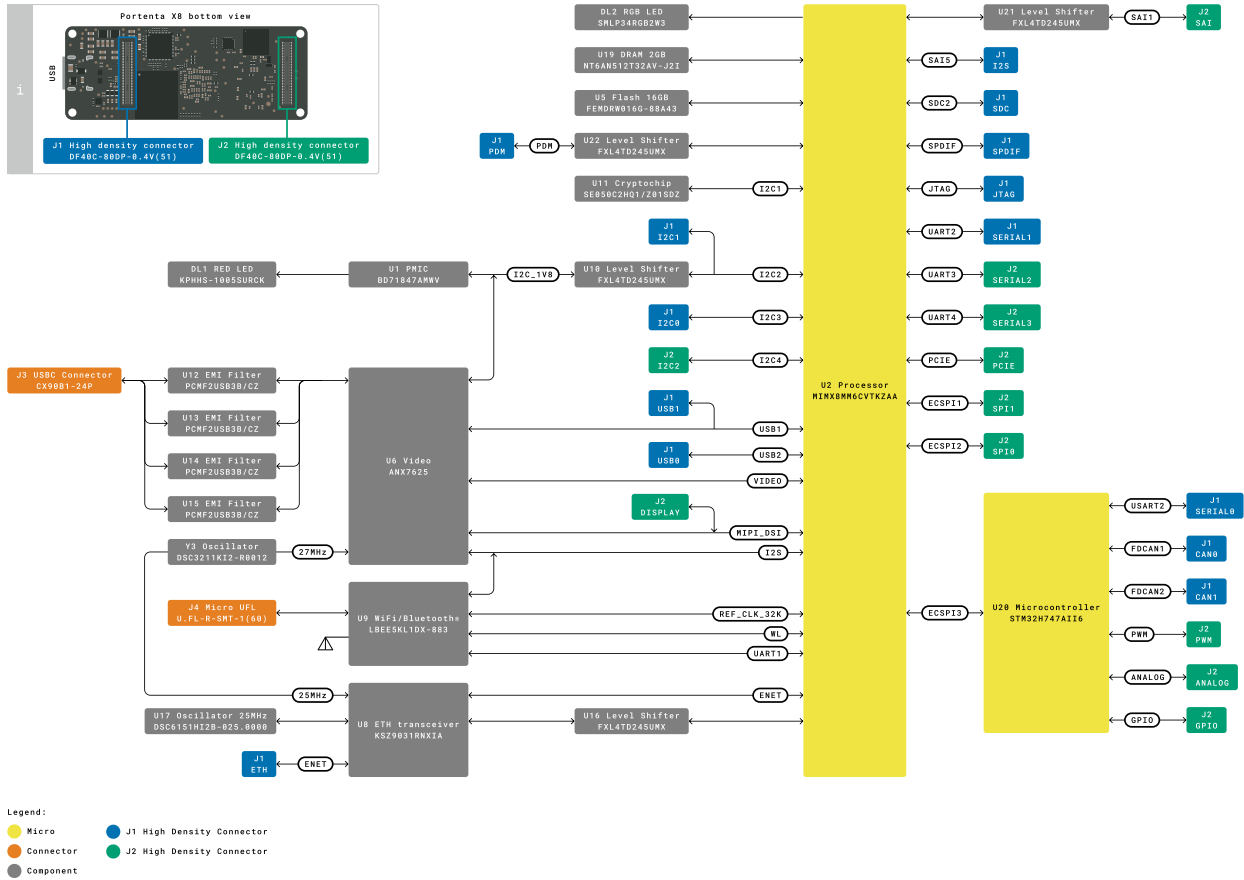 Portenta X8 bottom view
i
USB
J1 High density connector
DF40C-80DP-0.4V(51)
J2 High density connector
DF40C-80DP-0.4V(51)
DL2 RGB LED
SMLP34RGB2W3
U19 DRAM 2GB
NT6AN512T32AV-J2I
U5 Flash 16GB
FEMDRW016G-88A43
J1
PDM
PDM
U22 Level Shifter
FXL4TD245UMX
U11 Cryptochip
SE050C2HQ1/Z01SDZ
I2C1
J1
I2C1
DL1 RED LED
KPHHS-1005SURCK
U1 PMIC
BD71847AMWV
I2C_1V8
U10 Level Shifter
FXL4TD245UMX
I2C2
J1
I2C0
I2C3
J2
I2C2
I2C4
J3 USBC Connector
CX90B1-24P
U12 EMI Filter
PCMF2USB3B/CZ
U13 EMI Filter
PCMF2USB3B/CZ
U14 EMI Filter
PCMF2USB3B/CZ
U15 EMI Filter
PCMF2USB3B/CZ
U6 Video
ANX7625
J1
USB1
USB1
J1
USB0
USB2
VIDEO
J2
DISPLAY
MIPI_DSI
I2S
Y3 Oscillator
DSC3211KI2-R0012
27MHz
J4 Micro UFL
U.FL-R-SMT-1(60)
U9 WiFi/Bluetooth®
LBEE5KL1DX-883
REF_CLK_32K
WL
UART1
25MHz
U17 Oscillator 25MHz
DSC6151HI2B-025.0000
J1
ETH
ENET
U8 ETH transceiver
KSZ9031RNXIA
ENET
U16 Level Shifter
FXL4TD245UMX
U2 Processor
MIMX8MM6CVTKZAA
U21 Level Shifter
FXL4TD245UMX
SAI1
J2
SAI
SAI5
J1
I2S
SDC2
J1
SDC
SPDIF
J1
SPDIF
JTAG
J1
JTAG
UART2
J1
SERIAL1
UART3
J2
SERIAL2
UART4
J2
SERIAL3
PCIE
J2
PCIE
ECSPI1
J2
SPI1
ECSPI2
J2
SPI0
ECSPI3
U20 Microcontroller
STM32H747AII6
USART2
J1
SERIAL0
FDCAN1
J1
CAN0
FDCAN2
J1
CAN1
PWM
J2
PWM
ANALOG
J2
ANALOG
GPIO
J2
GPIO
Legend:
Micro
Connector
Component
J1 High Density Connector
J2 High Density Connector